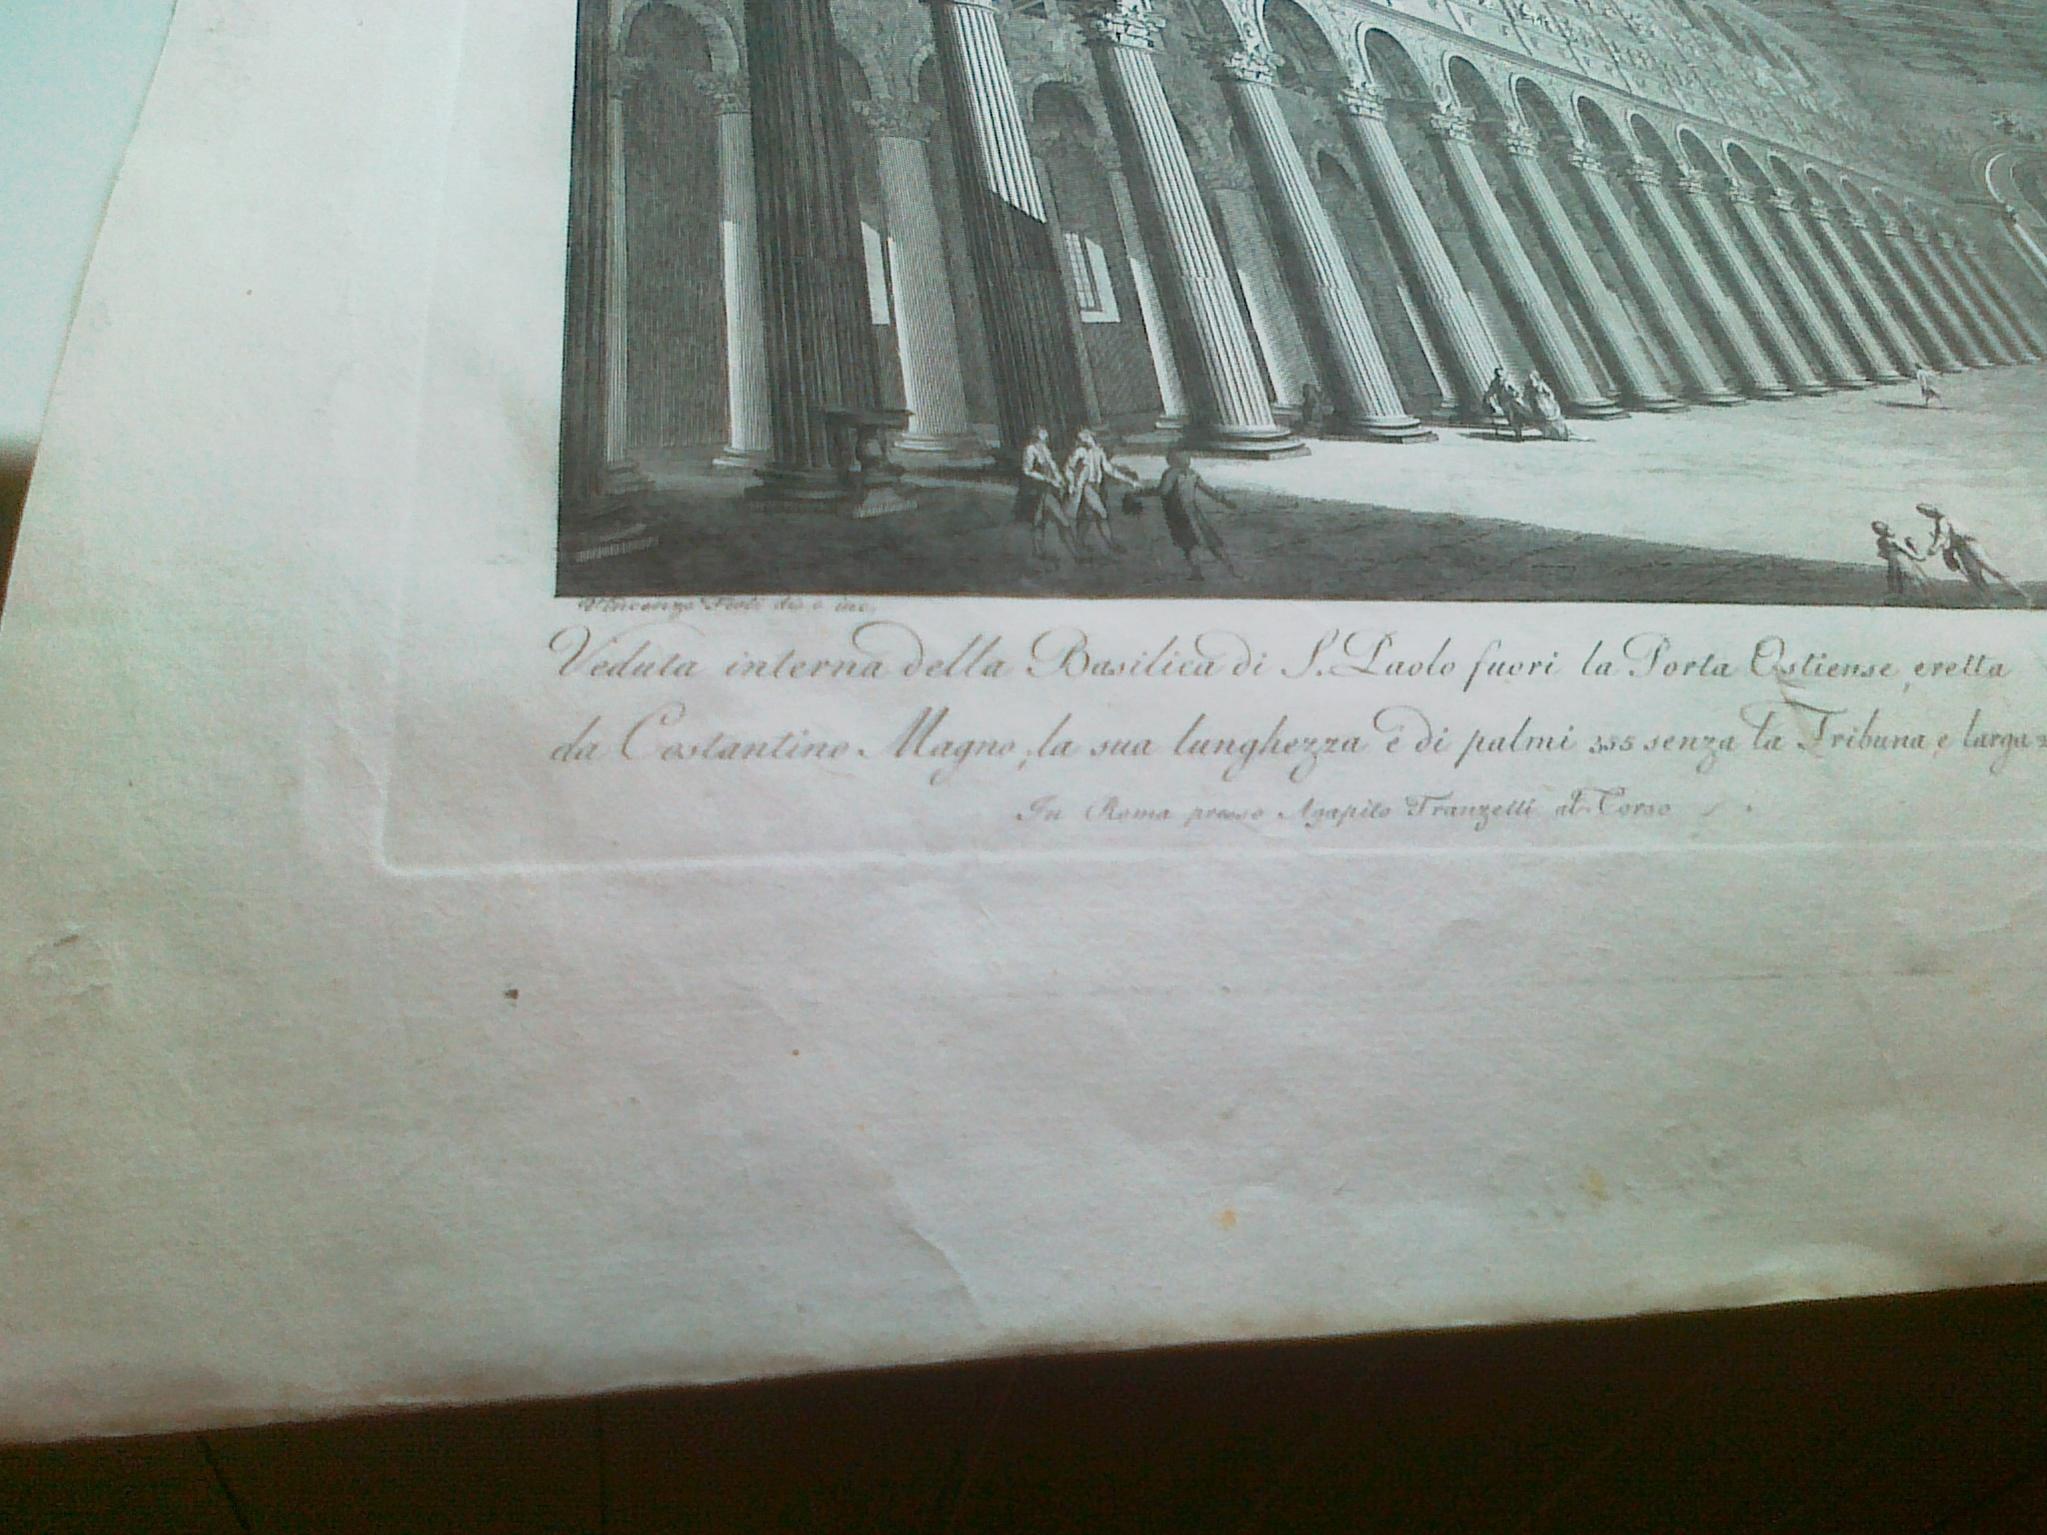 Vincenzo Feoli dis. e inc.
Veduta interna della Basilica di S. Paolo fuori la Porta Ostiense, eretta
da Costantino Magno, la sua lunghezza è di palmi 355 senza la Tribuna, e larga
In Roma presso Agapito Franzetti al Corso